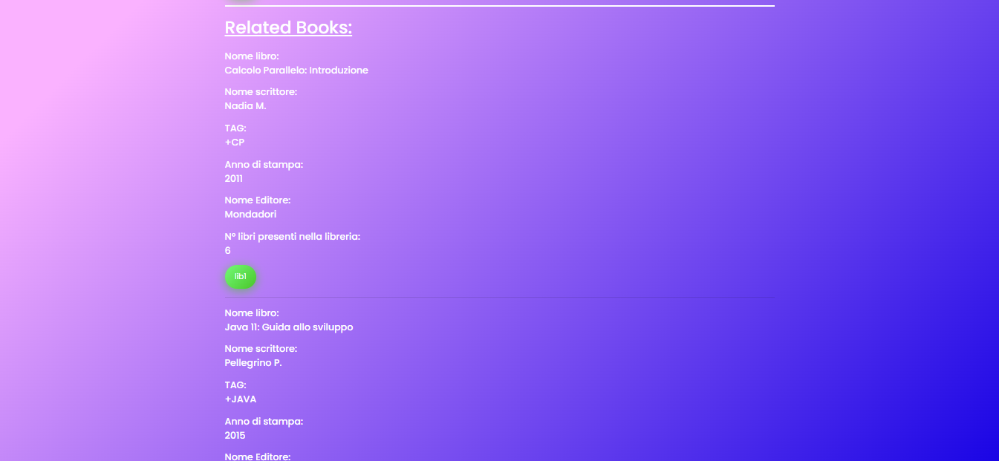 Related Books:
Nome libro:
Calcolo Parallelo: Introduzione
Nome scrittore:
Nadia M.
TAG:
+CP
Anno di stampa:
2011
Nome Editore:
Mondadori
N° libri presenti nella libreria:
6
lib1
Nome libro:
Java 11: Guida allo sviluppo
Nome scrittore:
Pellegrino P.
TAG:
+JAVA
Anno di stampa:
2015
Nome Editore: